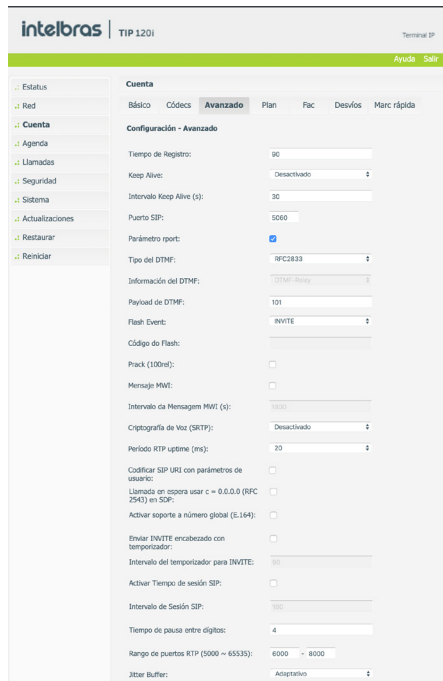 intelbras | TIP 120i
Terminal IP
Ayuda Salir
.: Estatus
.: Red
.: Cuenta
.: Agenda
.: Llamadas
.: Seguridad
.: Sistema
.: Actualizaciones
.: Restaurar
.: Reiniciar
Cuenta
Básico Códecs Avanzado Plan Fac Desvíos Marc rápida
Configuración - Avanzado
Tiempo de Registro: 90
Keep Alive: Desactivado
Intervalo Keep Alive (s): 30
Puerto SIP: 5060
Parámetro rport:
Tipo del DTMF: RFC2833
Información del DTMF: DTMF-Relay
Payload de DTMF: 101
Flash Event: INVITE
Código do Flash:
Prack (100rel):
Mensaje MWI:
Intervalo da Mensagem MWI (s): 1800
Criptografía de Voz (SRTP): Desactivado
Período RTP uptime (ms): 20
Codificar SIP URI con parámetros de
usuario:
Llamada en espera usar c = 0.0.0.0 (RFC
2543) en SDP:
Activar soporte a número global (E.164):
Enviar INVITE encabezado con
temporizador:
Intervalo del temporizador para INVITE:
Activar Tiempo de sesión SIP:
Intervalo de Sesión SIP:
Tiempo de pausa entre dígitos: 4
Rango de puertos RTP (5000 ~ 65535): 6000 - 8000
Jitter Buffer: Adaptativo